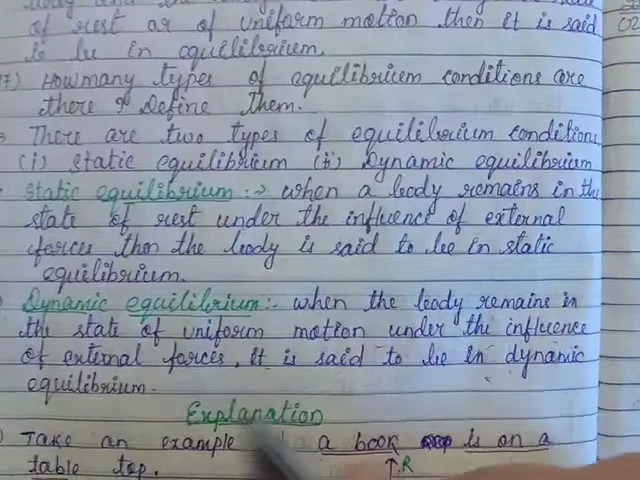 of rest or of uniform motion then it is said
to be in equilibrium.
17) How many types of equilibrium conditions are
there & Define them.
There are two types of equilibrium conditions
(i) static equilibrium (ii) Dynamic equilibrium
static equilibrium :-> when a body remains in the
state of rest under the influence of external
forces then the body is said to be in static
equilibrium.
Dynamic equilibrium :- when the body remains in
the state of uniform motion under the influence
of external forces, it is said to be in dynamic
equilibrium.
Explanation
Take an example a book is on a
table top. ↑R